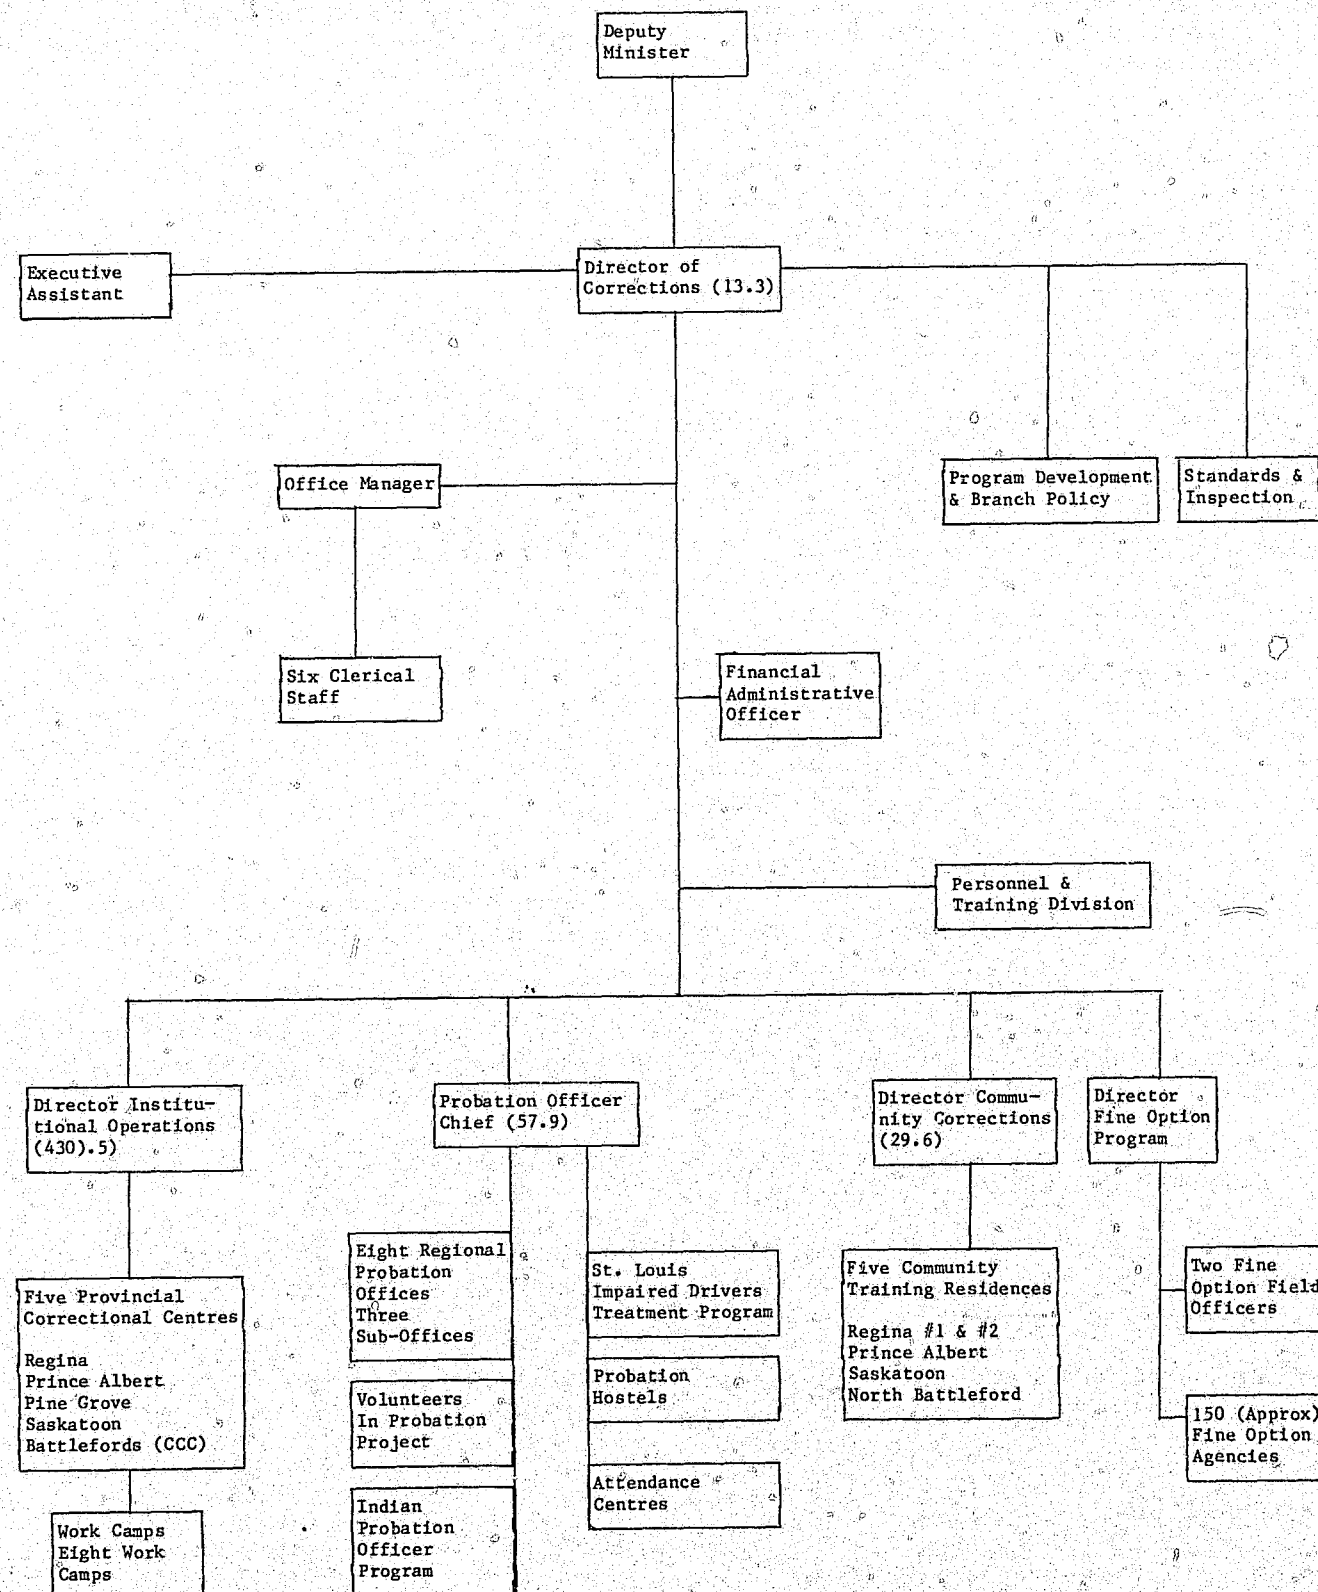 Deputy
Minister
Executive
Assistant
Director of
Corrections (13.3)
Office Manager
Program Development
& Branch Policy
Standards &
Inspection
Six Clerical
Staff
Financial
Administrative
Officer
Personnel &
Training Division
Director Institu-
tional Operations
(430).5)
Probation Officer
Chief (57.9)
Director Commu-
nity Corrections
(29.6)
Director
Fine Option
Program
Five Provincial
Correctional Centres
Regina
Prince Albert
Pine Grove
Saskatoon
Battlefords (CCC)
Work Camps
Eight Work
Camps
Eight Regional
Probation
Offices
Three
Sub-Offices
Volunteers
In Probation
Project
Indian
Probation
Officer
Program
St. Louis
Impaired Drivers
Treatment Program
Probation
Hostels
Attendance
Centres
Five Community
Training Residences
Regina #1 & #2
Prince Albert
Saskatoon
North Battleford
Two Fine
Option Field
Officers
150 (Approx)
Fine Option
Agencies